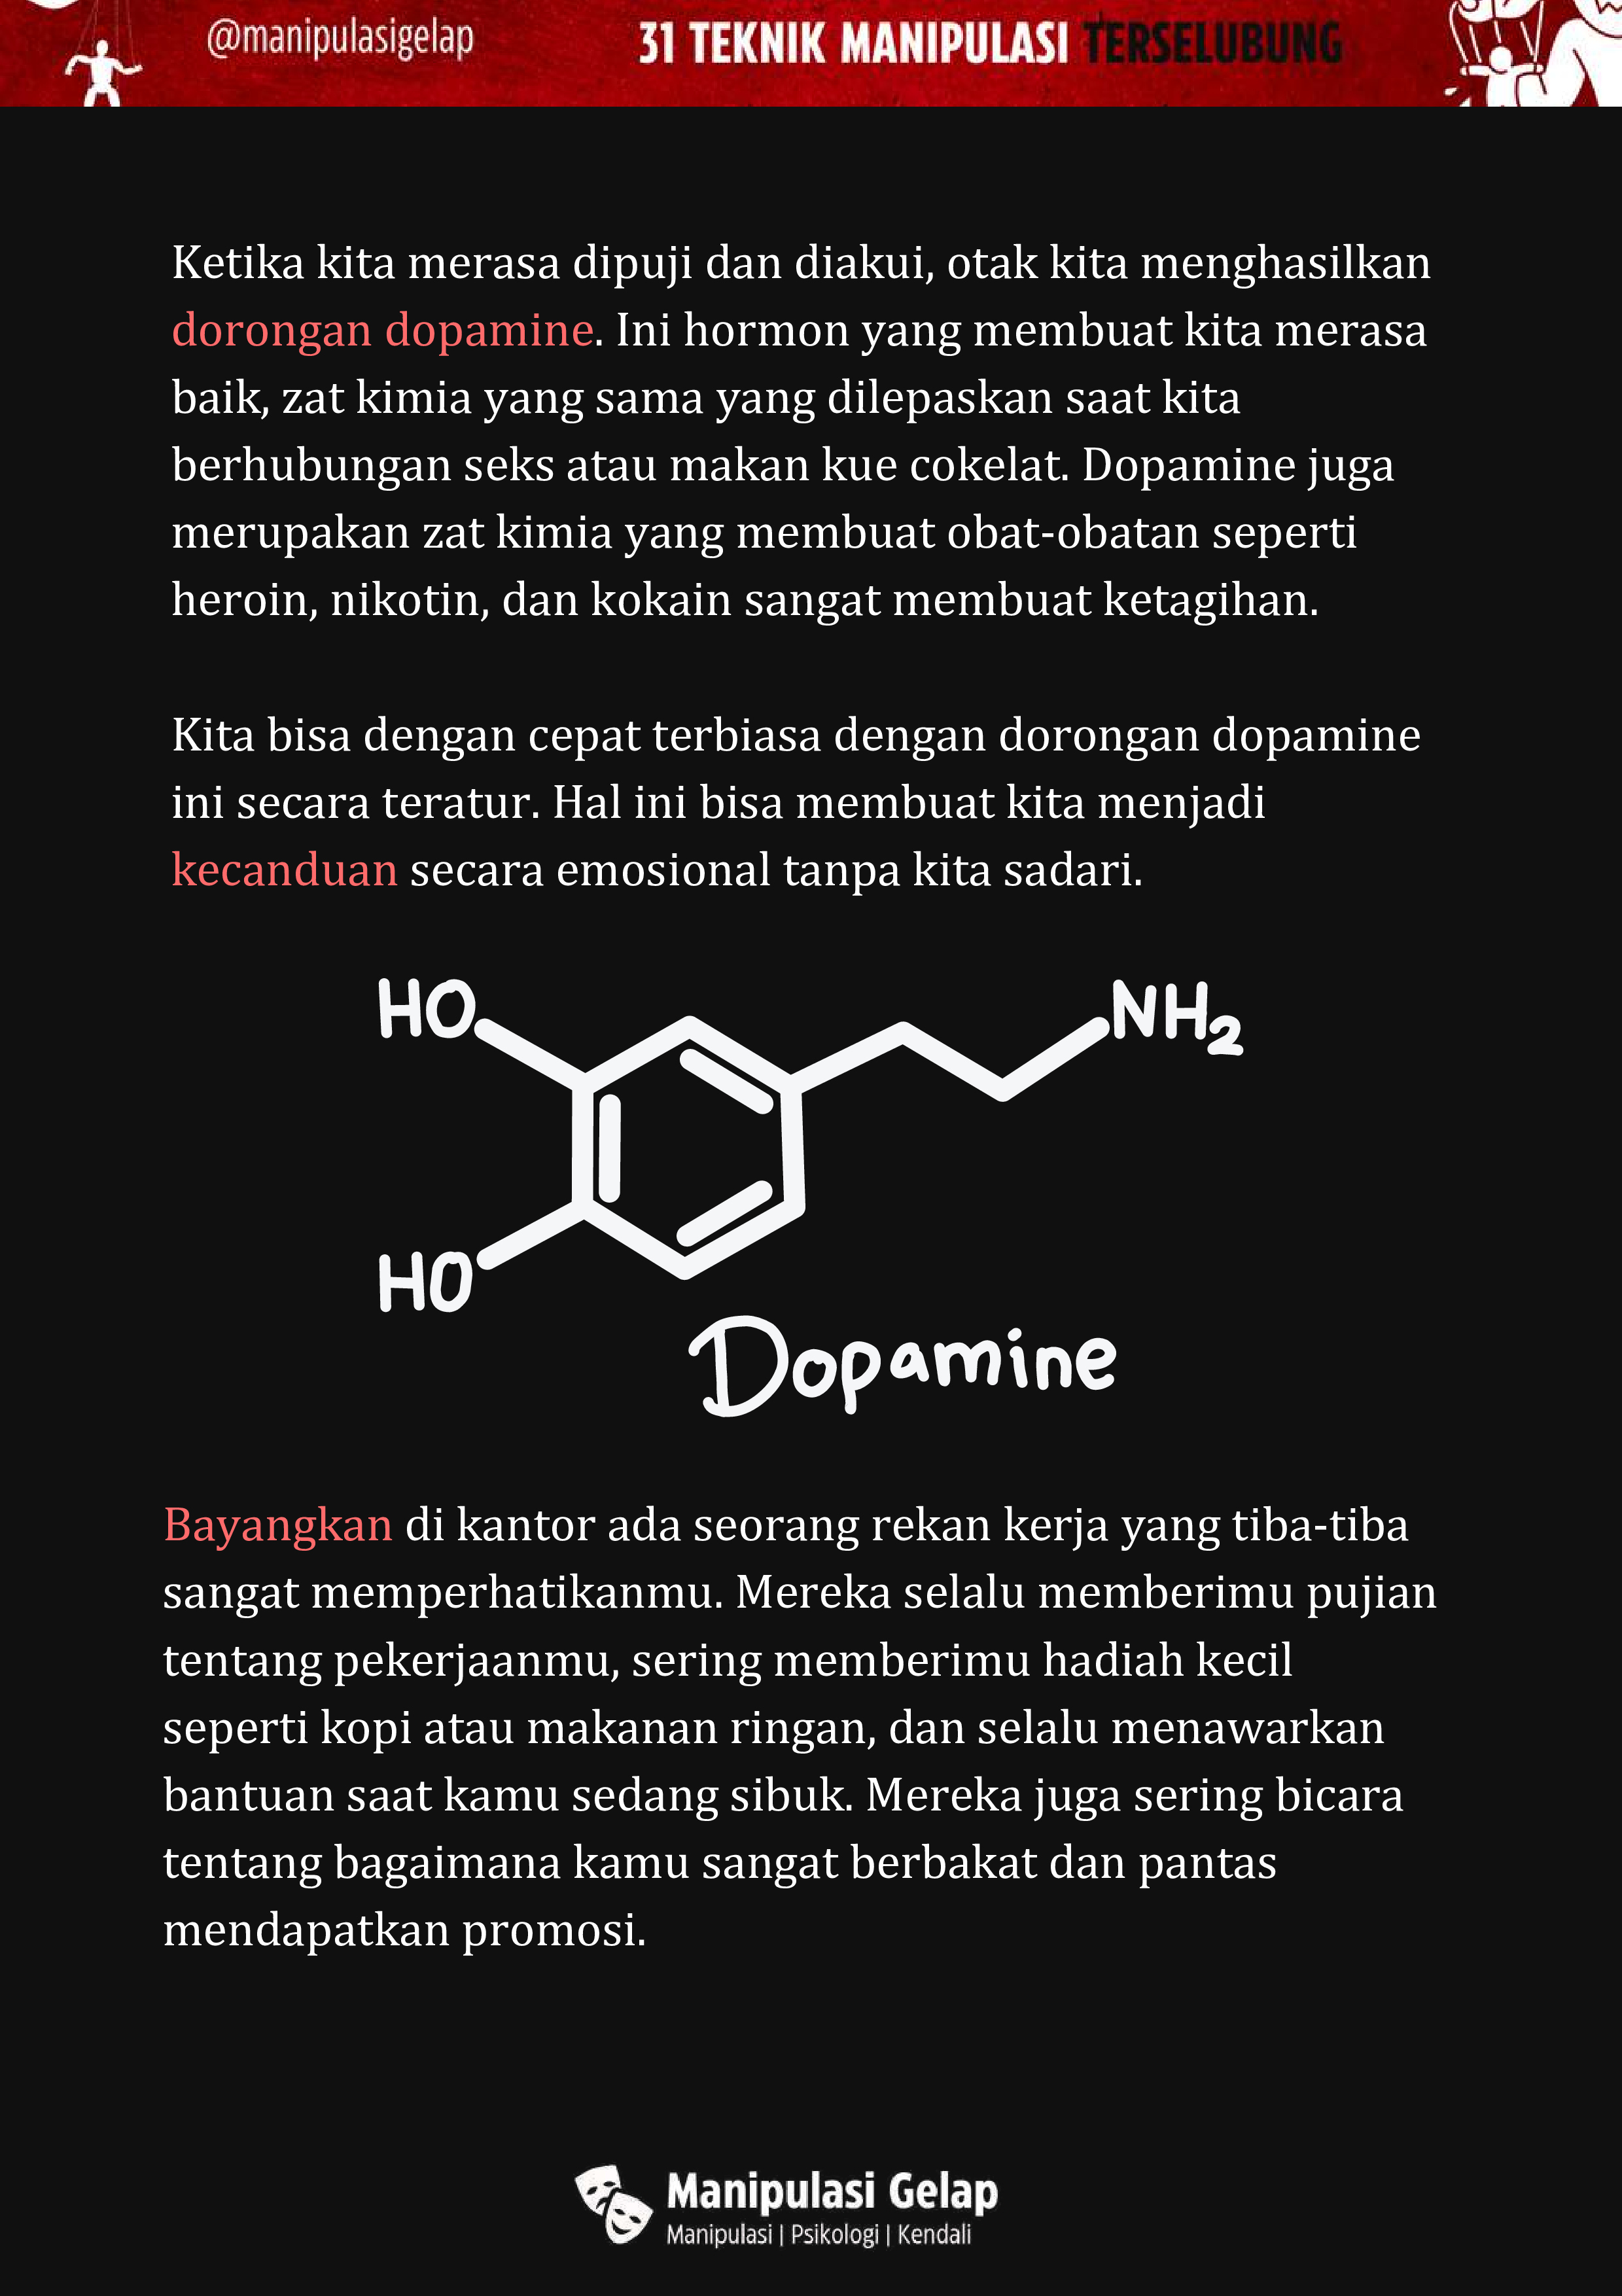 @manipulasigelap
31 TEKNIK MANIPULASI TERSELUBUNG
Ketika kita merasa dipuji dan diakui, otak kita menghasilkan
dorongan dopamine. Ini hormon yang membuat kita merasa
baik, zat kimia yang sama yang dilepaskan saat kita
berhubungan seks atau makan kue cokelat. Dopamine juga
merupakan zat kimia yang membuat obat-obatan seperti
heroin, nikotin, dan kokain sangat membuat ketagihan.
Kita bisa dengan cepat terbiasa dengan dorongan dopamine
ini secara teratur. Hal ini bisa membuat kita menjadi
kecanduan secara emosional tanpa kita sadari.
HO
NH₂
HO
Dopamine
Bayangkan di kantor ada seorang rekan kerja yang tiba-tiba
sangat memperhatikanmu. Mereka selalu memberimu pujian
tentang pekerjaanmu, sering memberimu hadiah kecil
seperti kopi atau makanan ringan, dan selalu menawarkan
bantuan saat kamu sedang sibuk. Mereka juga sering bicara
tentang bagaimana kamu sangat berbakat dan pantas
mendapatkan promosi.
Manipulasi Gelap
Manipulasi | Psikologi | Kendali